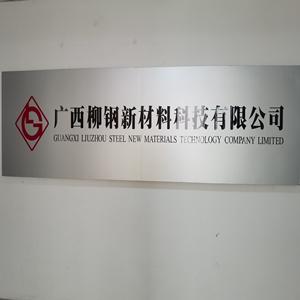 广西柳钢新材料科技有限公司
GUANGXI LIUZHOU STEEL NEW MATERIALS TECHNOLOGY COMPANY LIMITED